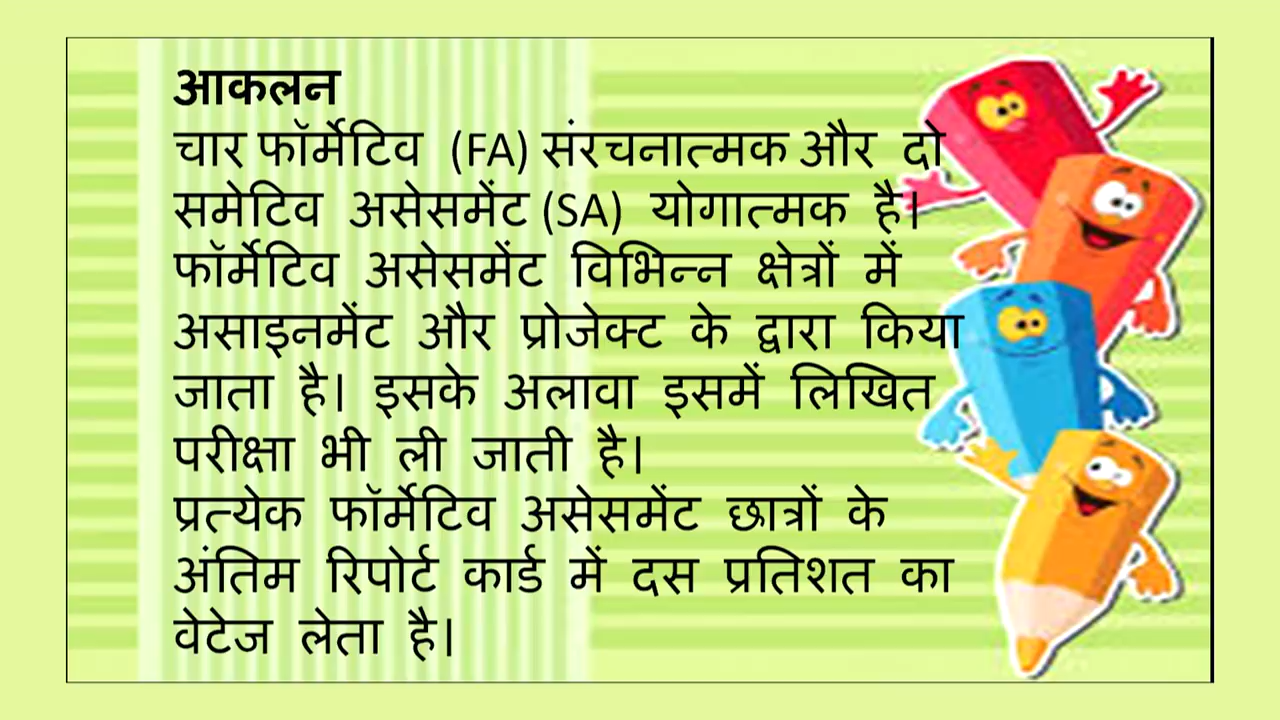 आकलन
चार फॉर्मेटिव (FA) संरचनात्मक और दो
समेटिव असेसमेंट (SA) योगात्मक है।
फॉर्मेटिव असेसमेंट विभिन्न क्षेत्रों में
असाइनमेंट और प्रोजेक्ट के द्वारा किया
जाता है। इसके अलावा इसमें लिखित
परीक्षा भी ली जाती है।
प्रत्येक फॉर्मेटिव असेसमेंट छात्रों के
अंतिम रिपोर्ट कार्ड में दस प्रतिशत का
वेटेज लेता है।